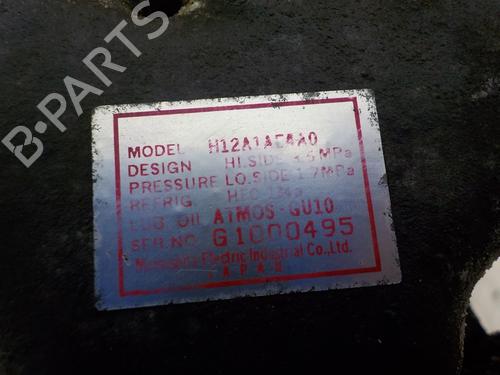 B-PARTS
MODEL H12A1AE4A0
DESIGN HI.SIDE 3.5MPa
PRESSURE LO.SIDE 1.7MPa
REFRIG. HFC-134a
LUB. OIL ATMOS-GU10
SER.NO. G1000495
Matsushita Electric Industrial Co.,Ltd.
JAPAN